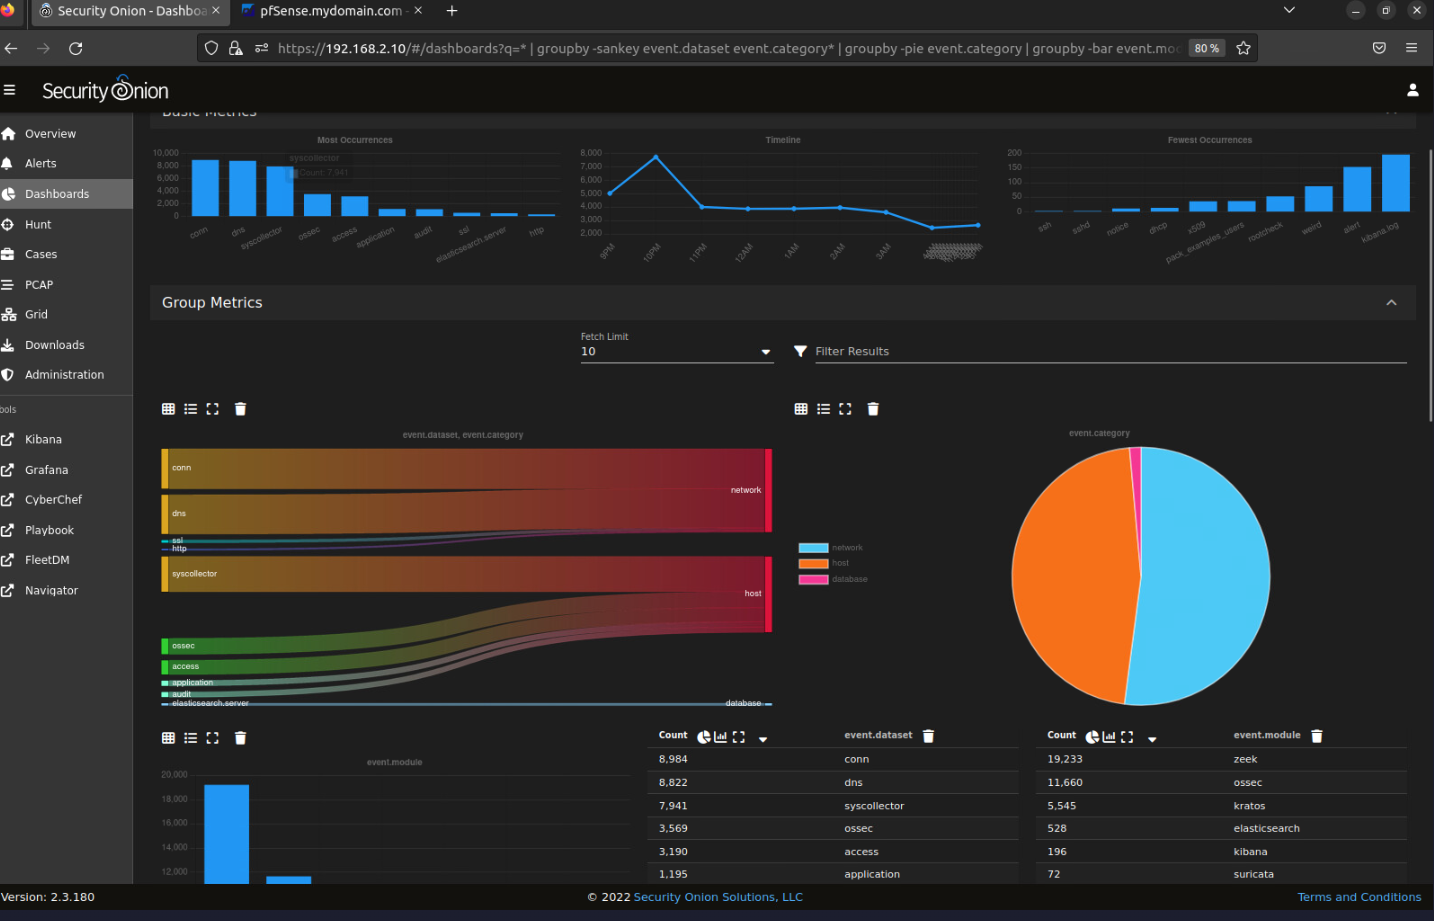 Security Onion - Dashboa
pfSense.mydomain.com -
https://192.168.2.10/#/dashboards?q=* | groupby -sankey event.dataset event.category* | groupby -pie event.category | groupby -bar event.mo
80 %
Security Onion
Overview
Alerts
Dashboards
Hunt
Cases
PCAP
Grid
Downloads
Administration
ools
Kibana
Grafana
CyberChef
Playbook
FleetDM
Navigator
Basic Metrics
Most Occurrences
10,000
8,000
6,000
4,000
2,000
0
syscollector
Count: 7,941
conn
dns
syscollector
ossec
access
application
audit
ssl
elasticsearch.server
http
Timeline
8,000
7,000
6,000
5,000
4,000
3,000
2,000
9PM
10PM
11PM
12AM
1AM
2AM
3AM
Fewest Occurrences
200
150
100
50
0
ssh
sshd
notice
dhcp
x509
pack_examples_users
rootcheck
weird
alert
kibana.log
Group Metrics
Fetch Limit
10
Filter Results
event.dataset, event.category
conn
dns
ssl
http
syscollector
ossec
access
application
audit
elasticsearch.server
network
host
database
event.category
network
host
database
event.module
20,000
18,000
16,000
14,000
12,000
Count event.dataset
8,984 conn
8,822 dns
7,941 syscollector
3,569 ossec
3,190 access
1,195 application
Count event.module
19,233 zeek
11,660 ossec
5,545 kratos
528 elasticsearch
196 kibana
72 suricata
Version: 2.3.180
© 2022 Security Onion Solutions, LLC
Terms and Conditions